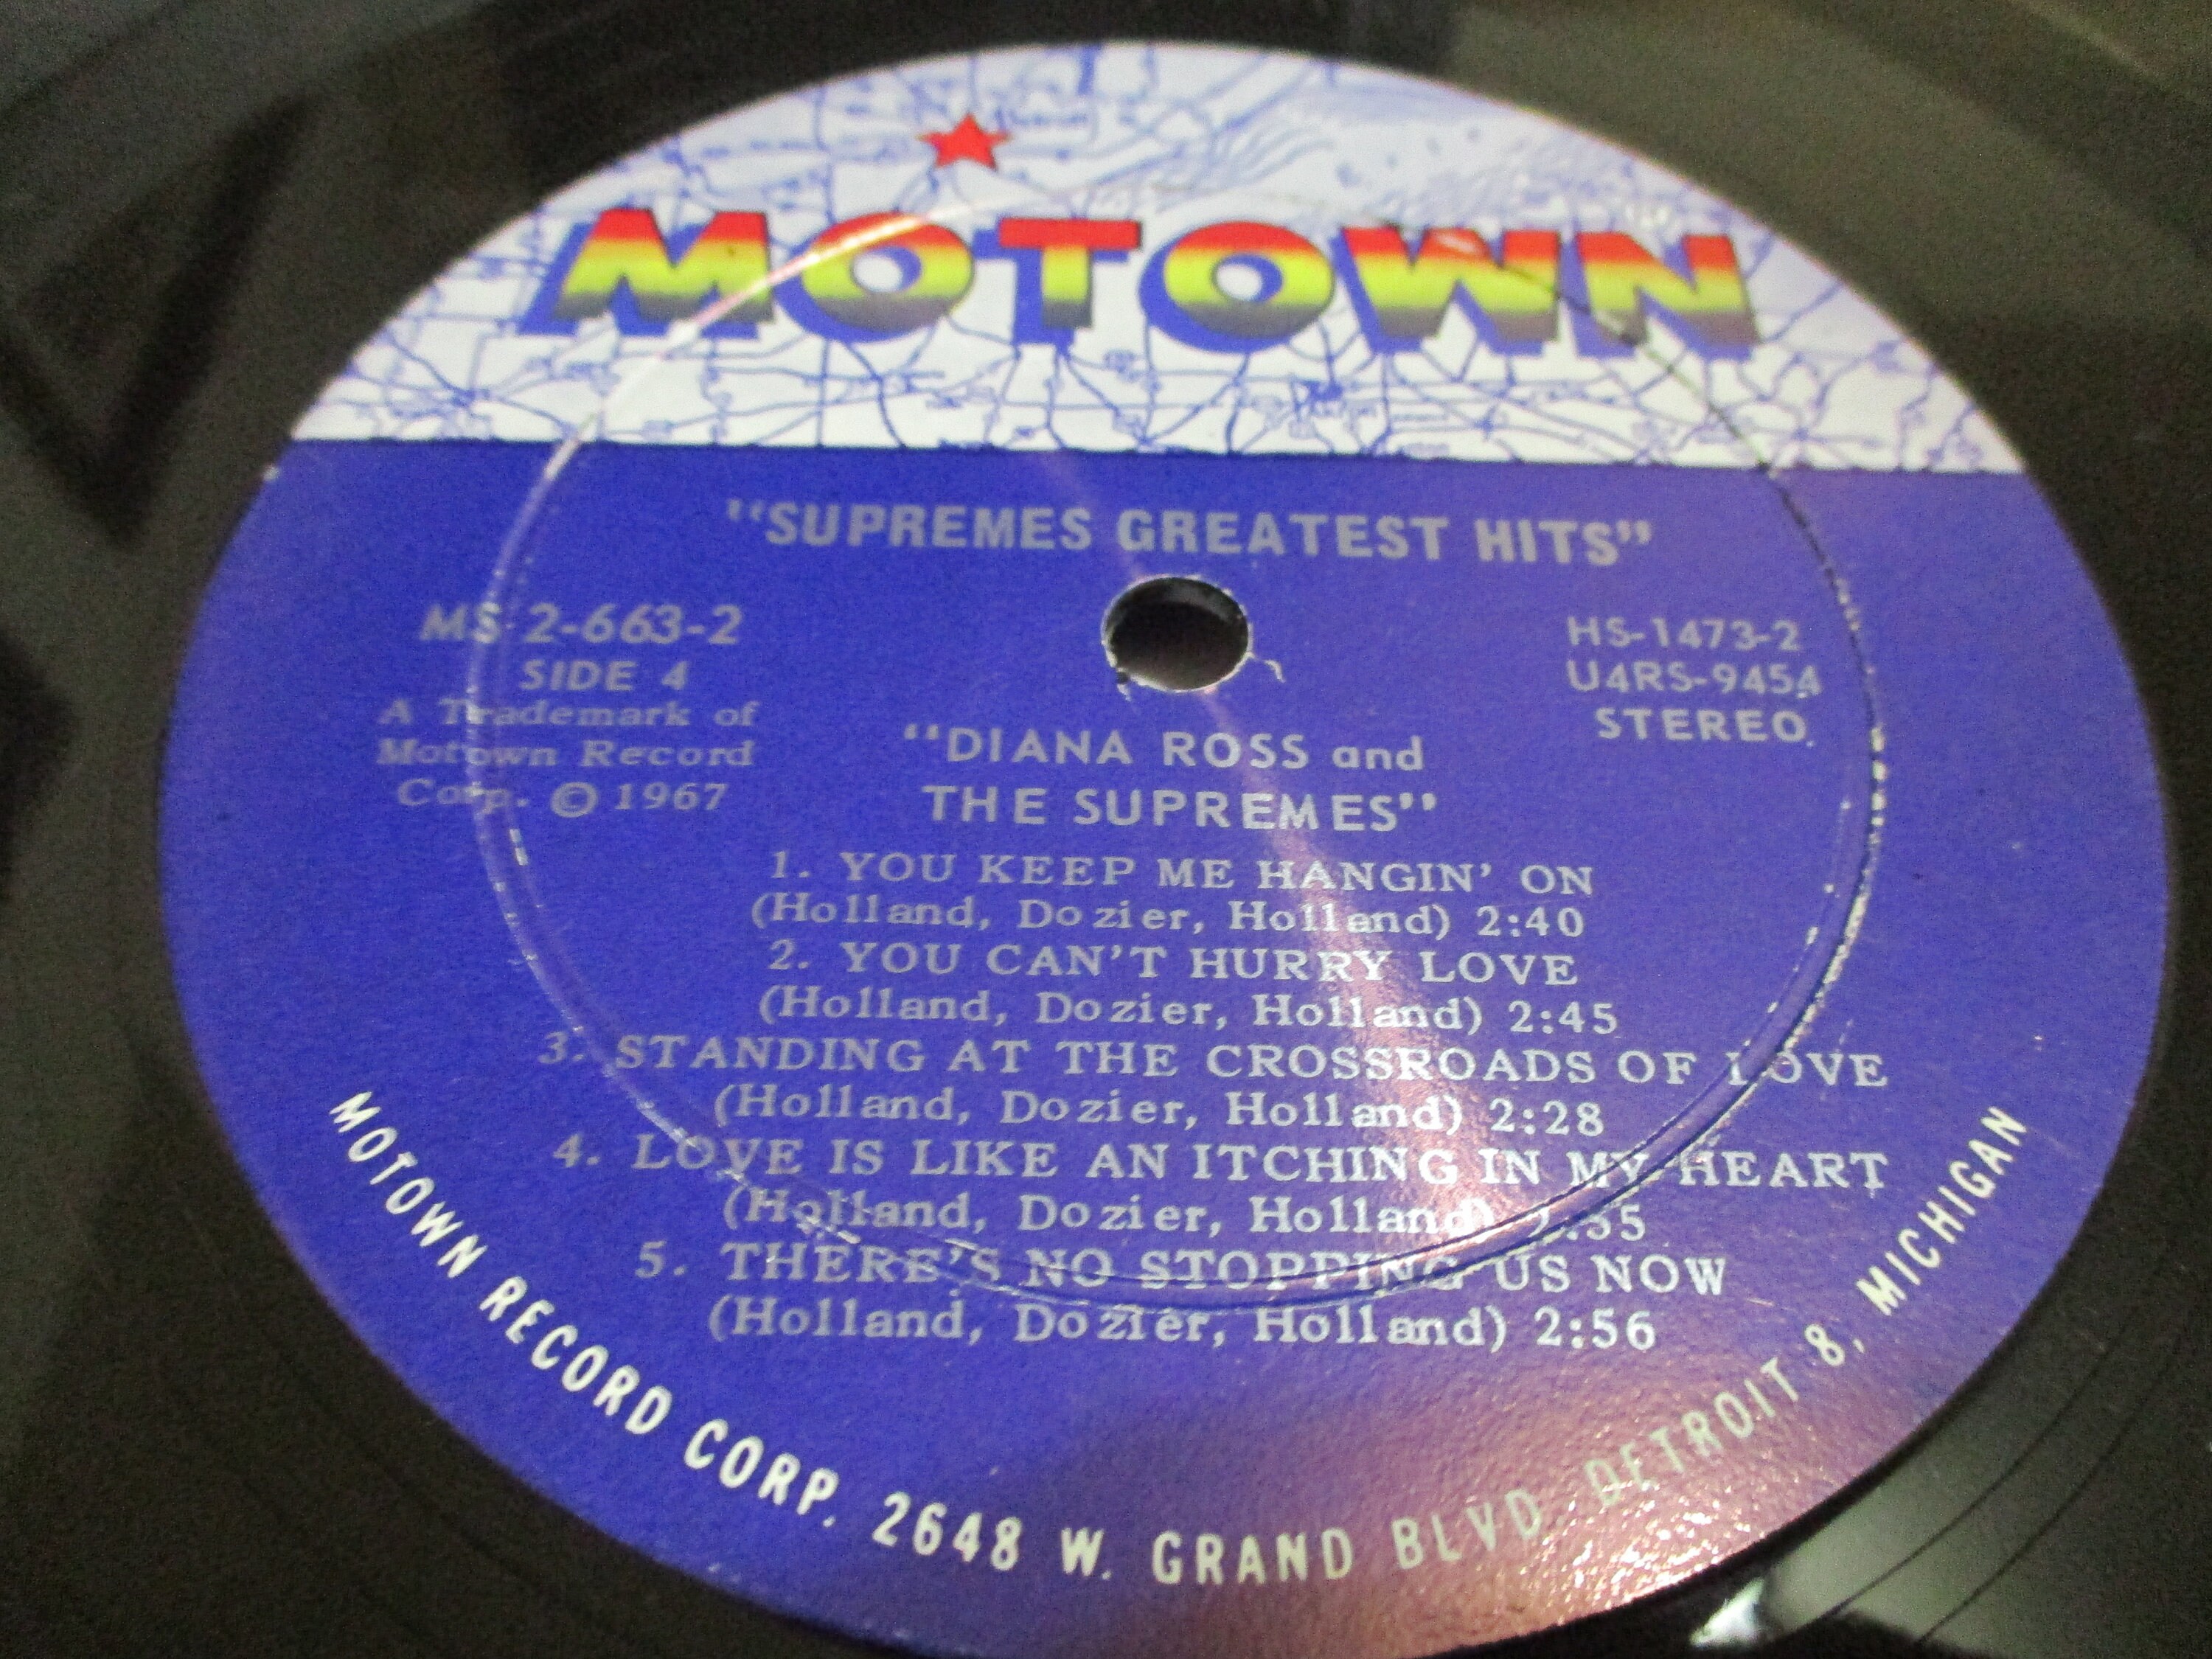 MOTOWN
"SUPREMES GREATEST HITS"
MS 2-663-2
SIDE 4
A Trademark of
Motown Record
Corp. © 1967
HS-1473-2
U4RS-9454
STEREO
"DIANA ROSS and
THE SUPREMES"
1. YOU KEEP ME HANGIN' ON
(Holland, Dozier, Holland) 2:40
2. YOU CAN'T HURRY LOVE
(Holland, Dozier, Holland) 2:45
3. STANDING AT THE CROSSROADS OF LOVE
(Holland, Dozier, Holland) 2:28
4. LOVE IS LIKE AN ITCHING IN MY HEART
(Holland, Dozier, Holland)
5. THERE'S NO STOPPING US NOW
(Holland, Dozier, Holland) 2:56
MOTOWN RECORD CORP. 2648 W. GRAND BLVD. DETROIT 8, MICHIGAN